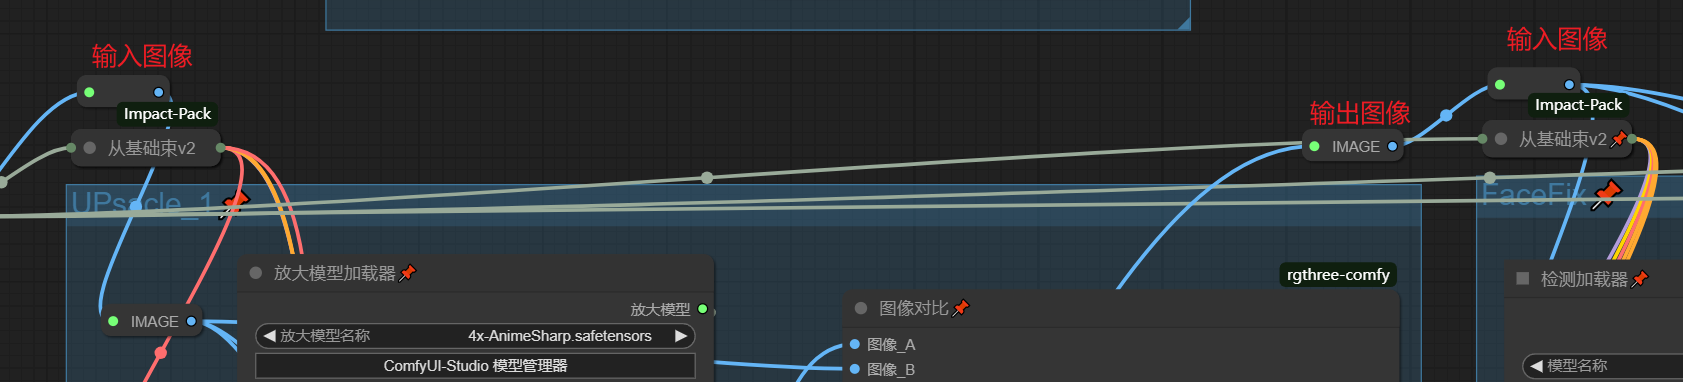 输入图像
输入图像
Impact-Pack
Impact-Pack
输出图像
从基础束v2
IMAGE
从基础束v2
UPsacle_1
FaceFix
放大模型加载器
rgthree-comfy
检测加载器
放大模型
图像对比
IMAGE
放大模型名称 4x-AnimeSharp.safetensors
图像_A
ComfyUI-Studio 模型管理器
图像_B
模型名称